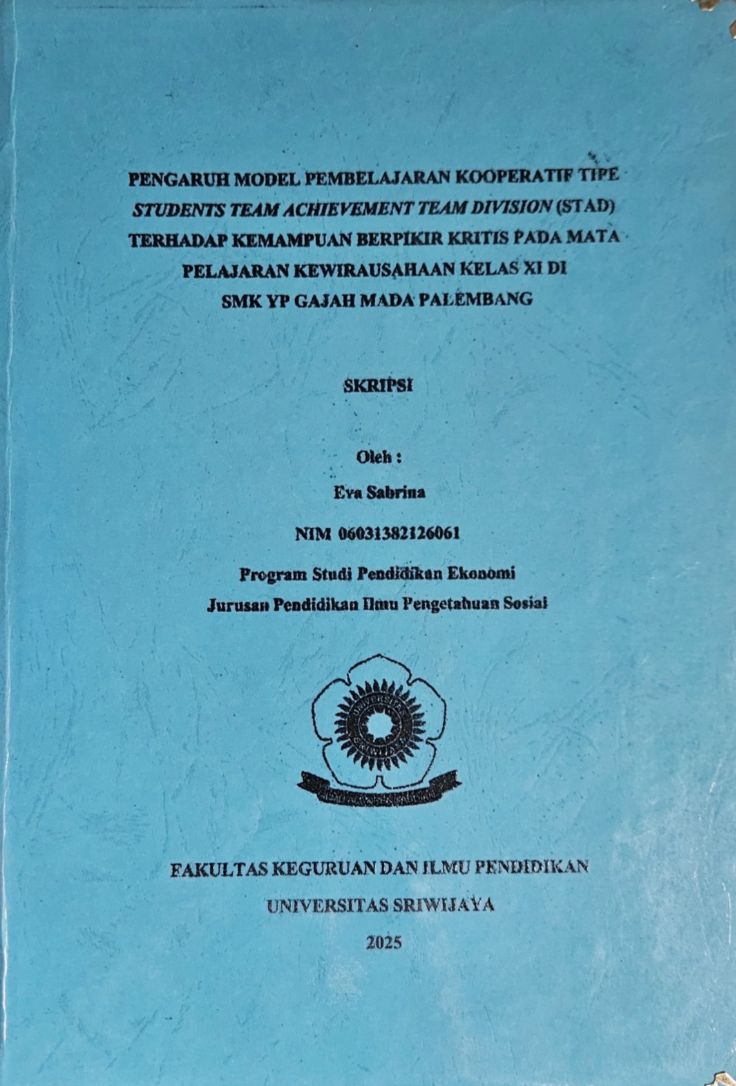 PENGARUH MODEL PEMBELAJARAN KOOPERATIF TIPE
STUDENTS TEAM ACHIEVEMENT TEAM DIVISION (STAD)
TERHADAP KEMAMPUAN BERPIKIR KRITIS PADA MATA
PELAJARAN KEWIRAUSAHAAN KELAS XI DI
SMK YP GAJAH MADA PALEMBANG
SKRIPSI
Oleh :
Eva Sabrina
NIM 06031382126061
Program Studi Pendidikan Ekonomi
Jurusan Pendidikan Ilmu Pengetahuan Sosial
UNIVERSITAS
SRIWIJAYA
FAKULTAS KEGURUAN DAN ILMU PENDIDIKAN
UNIVERSITAS SRIWIJAYA
2025